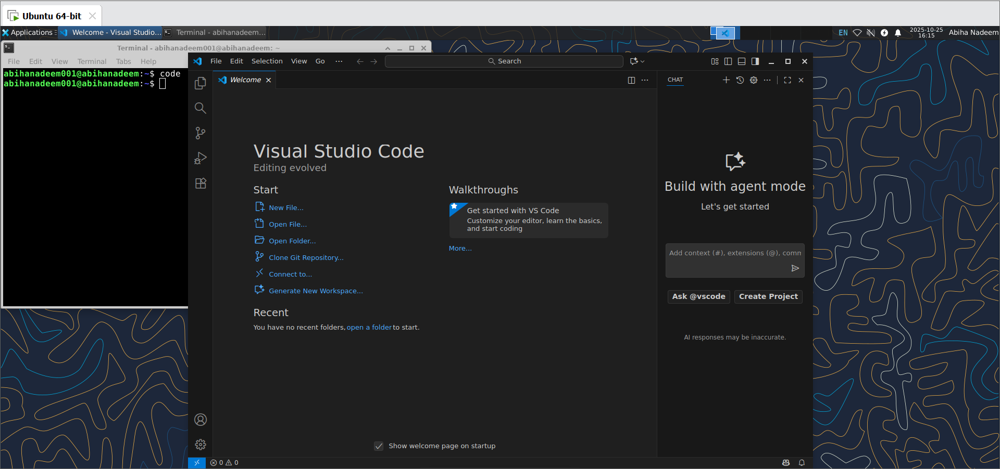 Ubuntu 64-bit
Applications
Welcome - Visual Studio...
Terminal - abihanadeem...
EN
2025-10-25
16:15
Abiha Nadeem
Terminal - abihanadeem001@abihanadeem: ~
File Edit View Terminal Tabs Help
abihanadeem001@abihanadeem:~$ code
abihanadeem001@abihanadeem:~$
File Edit Selection View Go ···
Search
Welcome
Visual Studio Code
Editing evolved
Start
New File...
Open File...
Open Folder...
Clone Git Repository...
Connect to...
Generate New Workspace...
Recent
You have no recent folders, open a folder to start.
Walkthroughs
Get started with VS Code
Customize your editor, learn the basics,
and start coding
More...
Show welcome page on startup
CHAT
Build with agent mode
Let's get started
Add context (#), extensions (@), comm
Ask @vscode
Create Project
AI responses may be inaccurate.
0 0